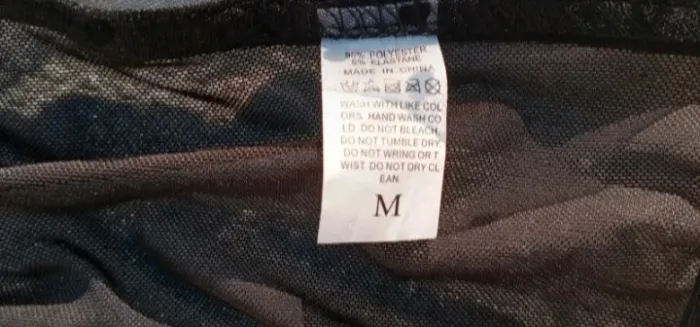 95% POLYESTER
5% ELASTANE
MADE IN CHINA
WASH WITH LIKE COL
ORS. HAND WASH CO
LD. DO NOT BLEACH.
DO NOT TUMBLE DRY.
DO NOT WRING OR T
WIST. DO NOT DRY CL
EAN
M